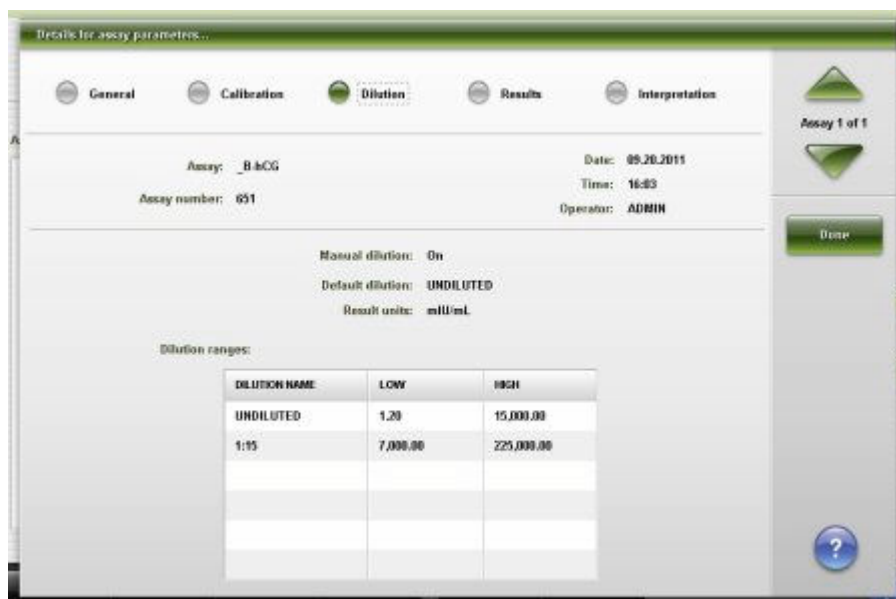 Details for assay parameters...
General Calibration Dilution Results Interpretation
Assay 1 of 1
Assay: _B-hCG
Assay number: 651
Date: 09.20.2011
Time: 16:03
Operator: ADMIN
Done
Manual dilution: On
Default dilution: UNDILUTED
Result units: mIU/mL
Dilution ranges:
DILUTION NAME LOW HIGH
UNDILUTED 1.20 15,000.00
1:15 7,000.00 225,000.00
?